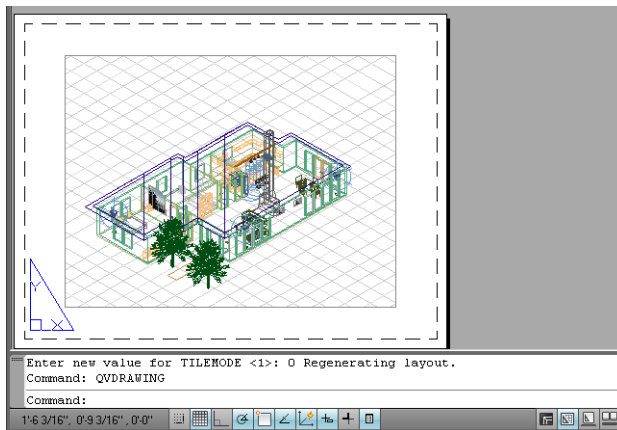 Y
X
Enter new value for TILEMODE <1>: 0 Regenerating layout.
Command: QVDRAWING
Command:
1'-6 3/16", 0'-9 3/16" , 0'-0"